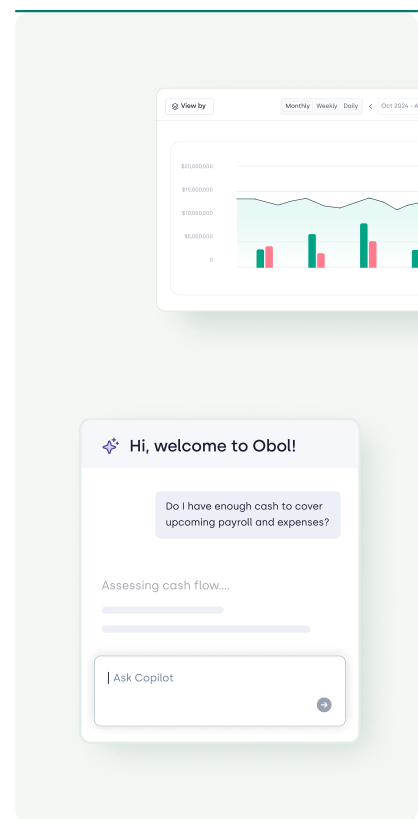 View by
Monthly Weekly Daily
Oct 2024 - A
$20,000,000
$15,000,000
$10,000,000
$5,000,000
0
Hi, welcome to Obol!
Do I have enough cash to cover
upcoming payroll and expenses?
Assessing cash flow....
Ask Copilot